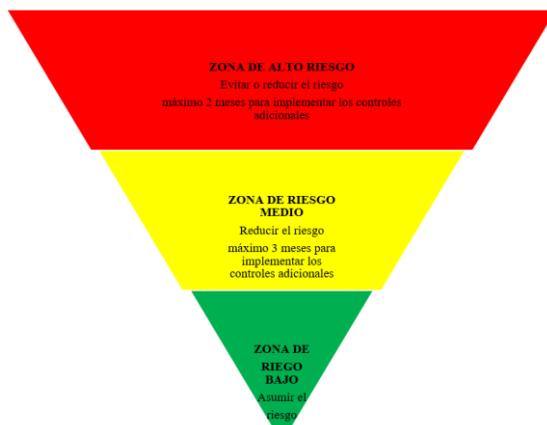 ZONA DE ALTO RIESGO
Evitar o reducir el riesgo
máximo 2 meses para implementar los controles
adicionales
ZONA DE RIESGO
MEDIO
Reducir el riesgo
máximo 3 meses para
implementar los
controles adicionales
ZONA DE
RIEGO
BAJO
Asumir el
riesgo